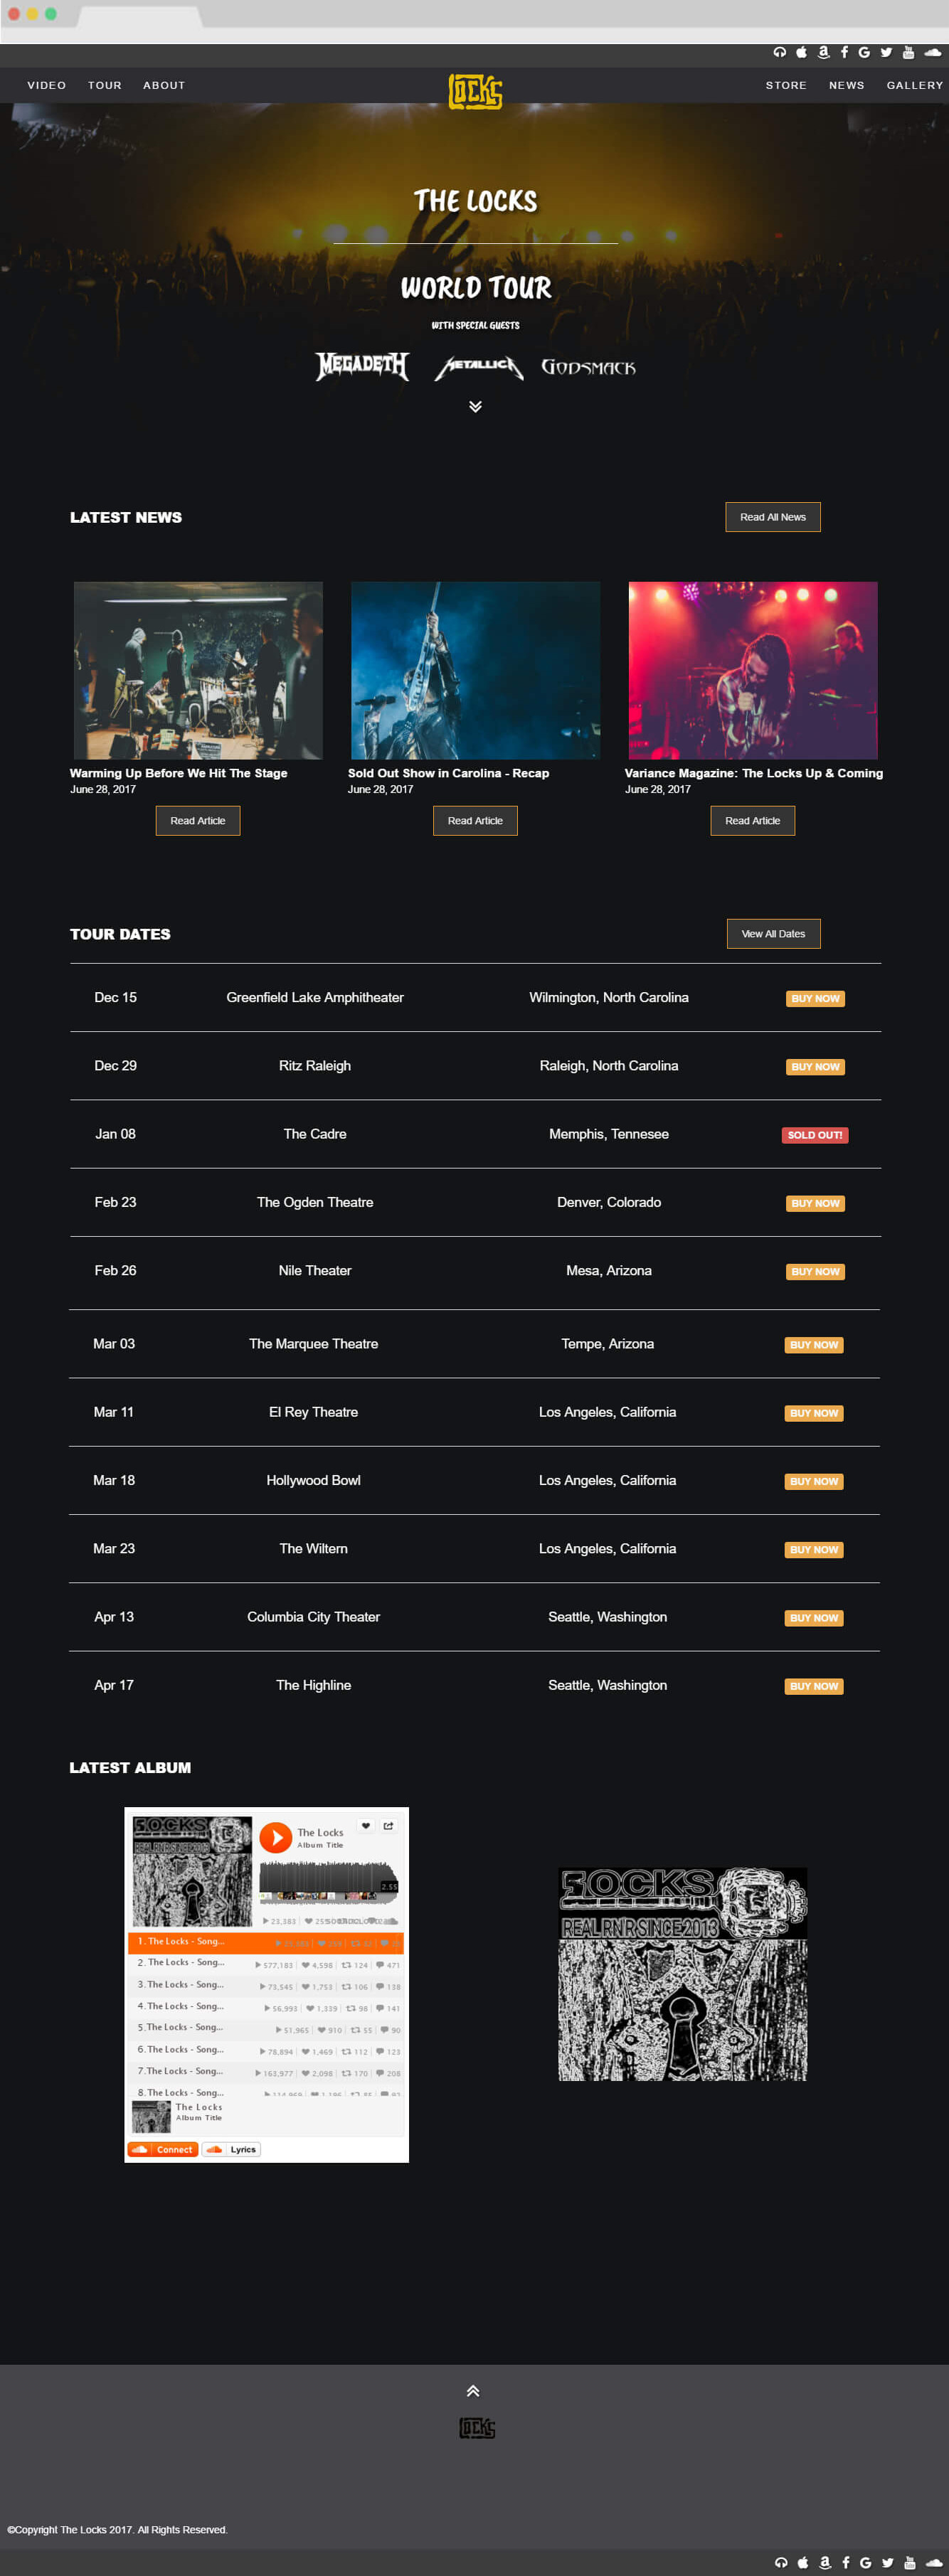 VIDEO TOUR ABOUT
LOCKS
STORE NEWS GALLERY
THE LOCKS
WORLD TOUR
WITH SPECIAL GUESTS
MEGADETH METALLICA GODSMACK
LATEST NEWS
Read All News
Warming Up Before We Hit The Stage
June 28, 2017
Read Article
Sold Out Show in Carolina - Recap
June 28, 2017
Read Article
Variance Magazine: The Locks Up & Coming
June 28, 2017
Read Article
TOUR DATES
View All Dates
Dec 15 Greenfield Lake Amphitheater Wilmington, North Carolina BUY NOW
Dec 29 Ritz Raleigh Raleigh, North Carolina BUY NOW
Jan 08 The Cadre Memphis, Tennesee SOLD OUT!
Feb 23 The Ogden Theatre Denver, Colorado BUY NOW
Feb 26 Nile Theater Mesa, Arizona BUY NOW
Mar 03 The Marquee Theatre Tempe, Arizona BUY NOW
Mar 11 El Rey Theatre Los Angeles, California BUY NOW
Mar 18 Hollywood Bowl Los Angeles, California BUY NOW
Mar 23 The Wiltern Los Angeles, California BUY NOW
Apr 13 Columbia City Theater Seattle, Washington BUY NOW
Apr 17 The Highline Seattle, Washington BUY NOW
LATEST ALBUM
LOCKS
REAL RNR SINCE 2013
The Locks
Album Title
2.55
23,383
1. The Locks - Song...
2. The Locks - Song... 577,183 4,598 124 471
3. The Locks - Song... 73,545 1,753 106 138
4. The Locks - Song... 56,993 1,339 98 141
5. The Locks - Song... 51,965 910 55 90
6. The Locks - Song... 78,894 1,469 112 123
7. The Locks - Song... 163,977 2,098 170 208
8. The Locks - Song...
The Locks
Album Title
Connect Lyrics
LOCKS
REAL RNR SINCE 2013
LOCKS
©Copyright The Locks 2017. All Rights Reserved.